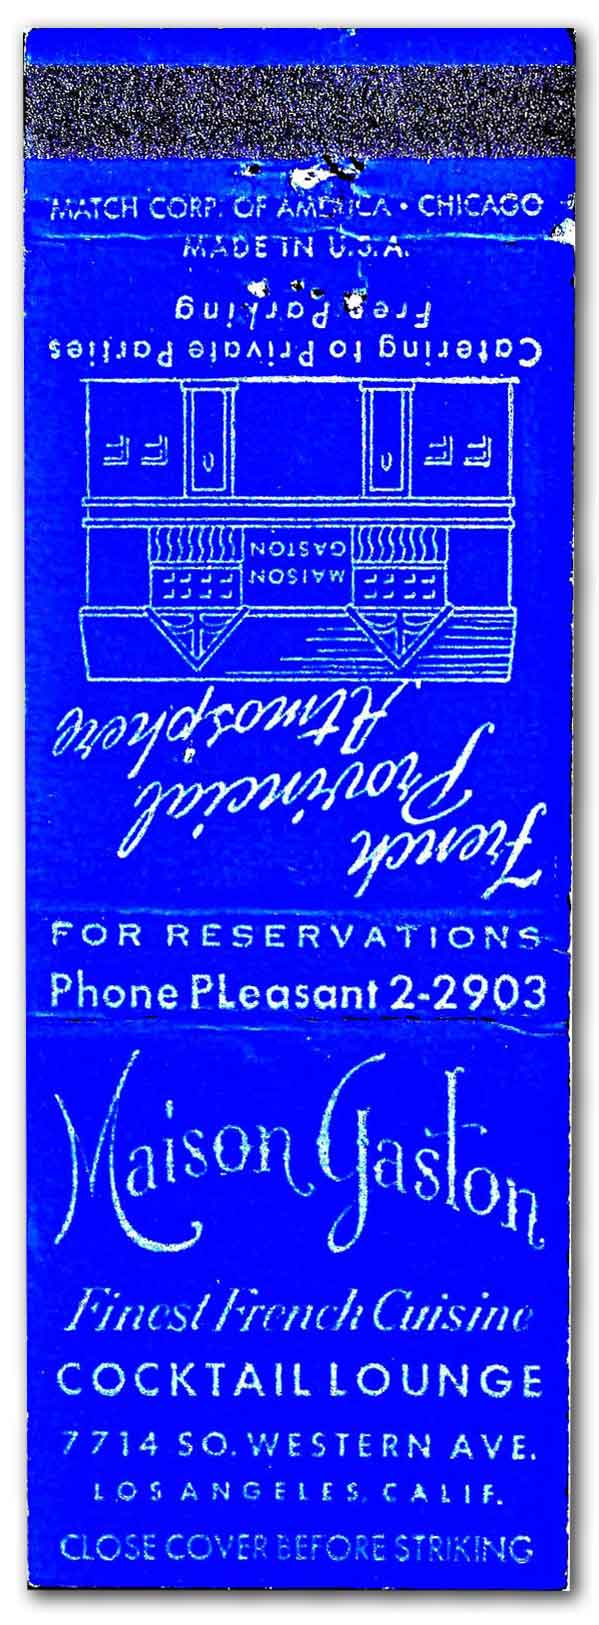 MATCH CORP. OF AMERICA • CHICAGO
MADE IN U.S.A.
French
Provincial
Atmosphere
MAISON
GASTON
Catering to Private Parties
Free Parking
FOR RESERVATIONS
Phone PLeasant 2-2903
Maison Gaston
Finest French Cuisine
COCKTAIL LOUNGE
7714 SO. WESTERN AVE.
LOS ANGELES, CALIF.
CLOSE COVER BEFORE STRIKING